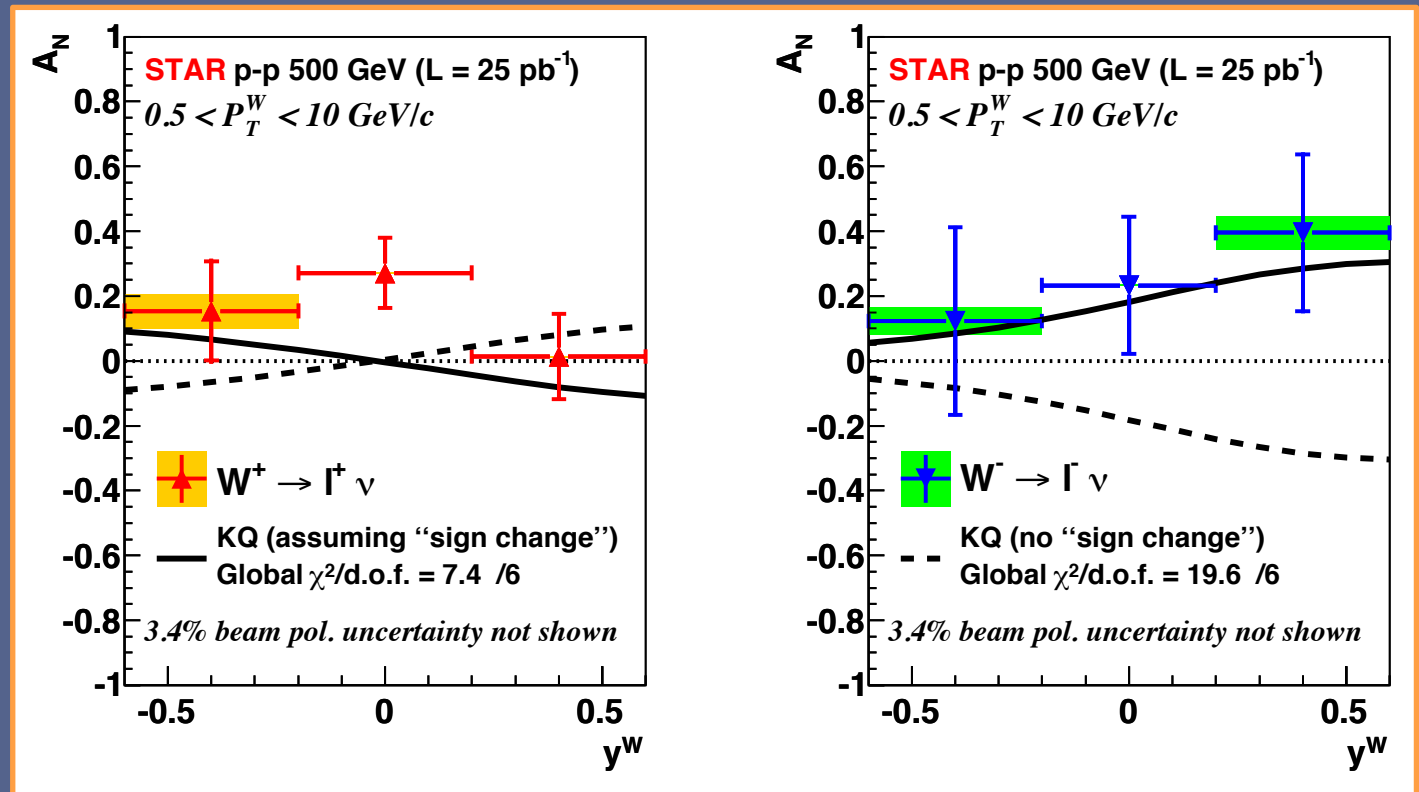 A_N
1
0.8
0.6
0.4
0.2
0
-0.2
-0.4
-0.6
-0.8
-1
STAR p-p 500 GeV (L = 25 pb⁻¹)
0.5 < P_T^W < 10 GeV/c
W⁺ → l⁺ ν
KQ (assuming “sign change”)
Global χ²/d.o.f. = 7.4 /6
3.4% beam pol. uncertainty not shown
-0.5 0 0.5
y^W
A_N
1
0.8
0.6
0.4
0.2
0
-0.2
-0.4
-0.6
-0.8
-1
STAR p-p 500 GeV (L = 25 pb⁻¹)
0.5 < P_T^W < 10 GeV/c
W⁻ → l⁻ ν
KQ (no “sign change”)
Global χ²/d.o.f. = 19.6 /6
3.4% beam pol. uncertainty not shown
-0.5 0 0.5
y^W